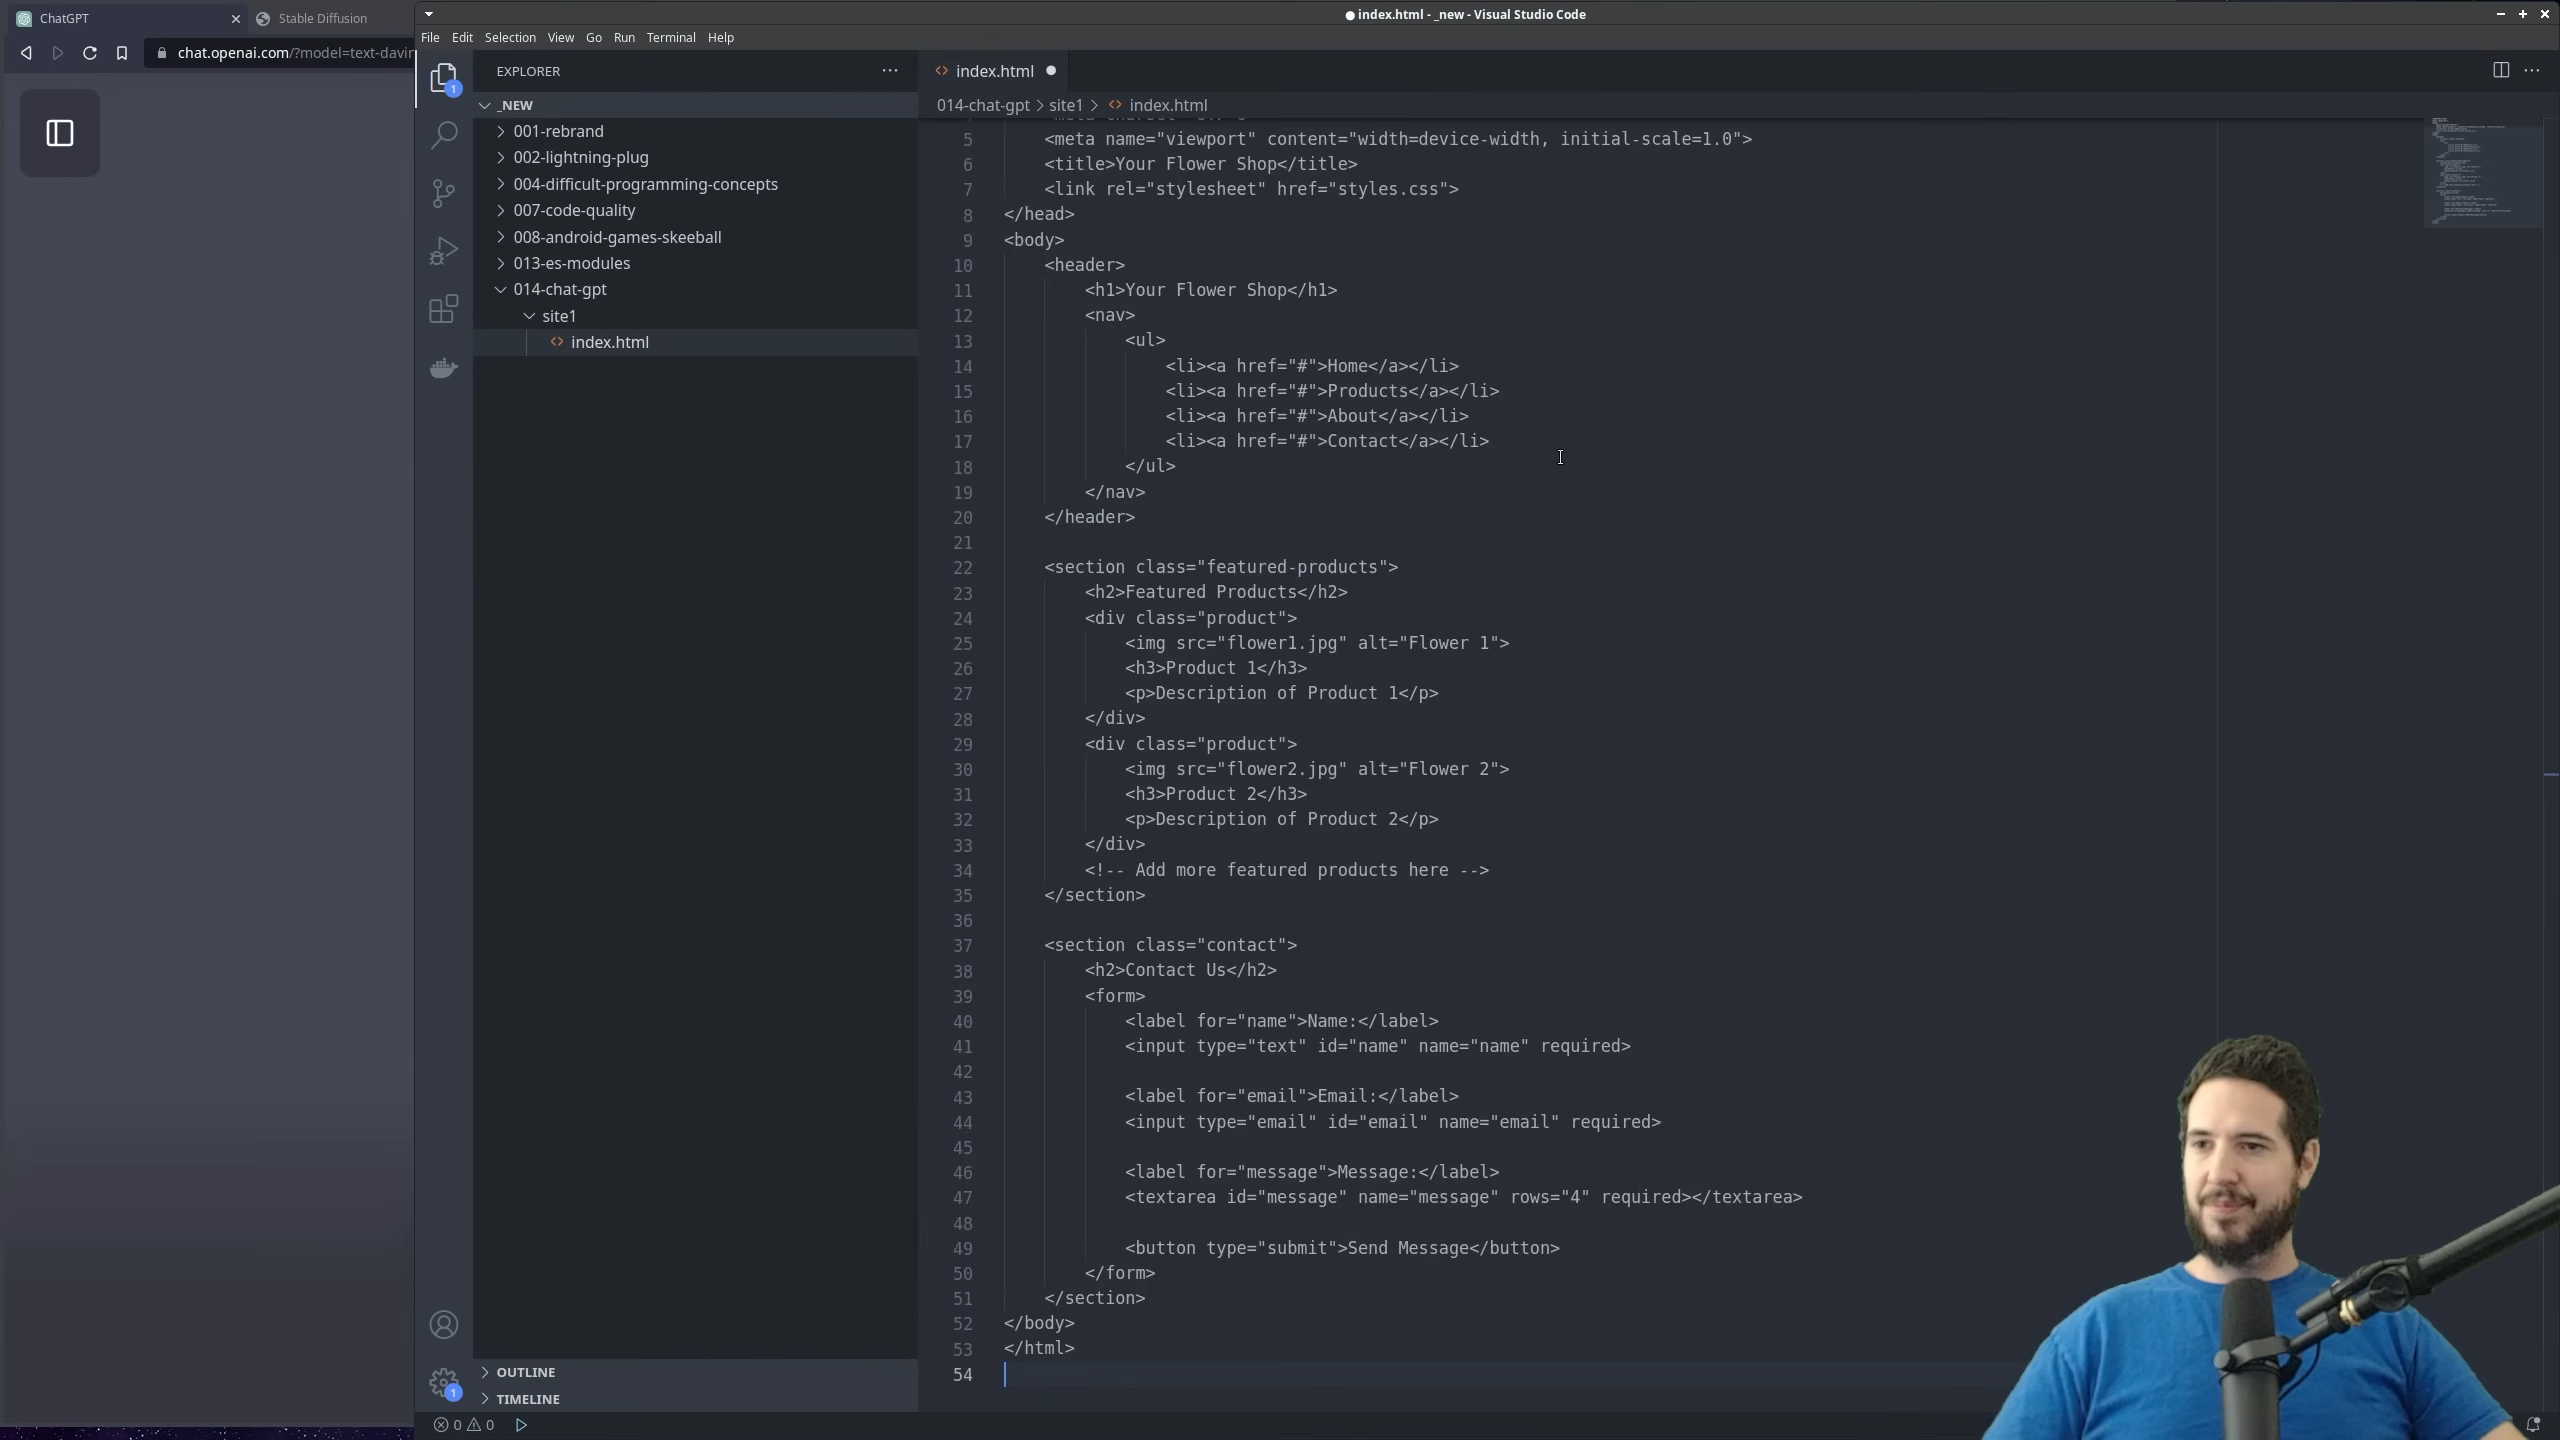 ChatGPT
Stable Diffusion
chat.openai.com/?model=text-davin
index.html - _new - Visual Studio Code
File Edit Selection View Go Run Terminal Help
EXPLORER
_NEW
001-rebrand
002-lightning-plug
004-difficult-programming-concepts
007-code-quality
008-android-games-skeeball
013-es-modules
014-chat-gpt
site1
index.html
OUTLINE
TIMELINE
0 0
1
1
index.html
014-chat-gpt > site1 > index.html
5 <meta name="viewport" content="width=device-width, initial-scale=1.0">
6 <title>Your Flower Shop</title>
7 <link rel="stylesheet" href="styles.css">
8 </head>
9 <body>
10 <header>
11 <h1>Your Flower Shop</h1>
12 <nav>
13 <ul>
14 <li><a href="#">Home</a></li>
15 <li><a href="#">Products</a></li>
16 <li><a href="#">About</a></li>
17 <li><a href="#">Contact</a></li>
18 </ul>
19 </nav>
20 </header>
21
22 <section class="featured-products">
23 <h2>Featured Products</h2>
24 <div class="product">
25 <img src="flower1.jpg" alt="Flower 1">
26 <h3>Product 1</h3>
27 <p>Description of Product 1</p>
28 </div>
29 <div class="product">
30 <img src="flower2.jpg" alt="Flower 2">
31 <h3>Product 2</h3>
32 <p>Description of Product 2</p>
33 </div>
34 <!-- Add more featured products here -->
35 </section>
36
37 <section class="contact">
38 <h2>Contact Us</h2>
39 <form>
40 <label for="name">Name:</label>
41 <input type="text" id="name" name="name" required>
42
43 <label for="email">Email:</label>
44 <input type="email" id="email" name="email" required>
45
46 <label for="message">Message:</label>
47 <textarea id="message" name="message" rows="4" required></textarea>
48
49 <button type="submit">Send Message</button>
50 </form>
51 </section>
52 </body>
53 </html>
54